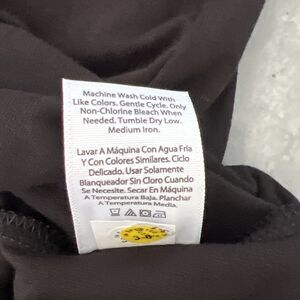 Machine Wash Cold With
Like Colors. Gentle Cycle. Only
Non-Chlorine Bleach When
Needed. Tumble Dry Low.
Medium Iron.
Lavar A Máquina Con Agua Fría
Y Con Colores Similares. Ciclo
Delicado. Usar Solamente
Blanqueador Sin Cloro Cuando
Se Necesite. Secar En Máquina
A Temperatura Baja. Planchar
A Temperatura Media.